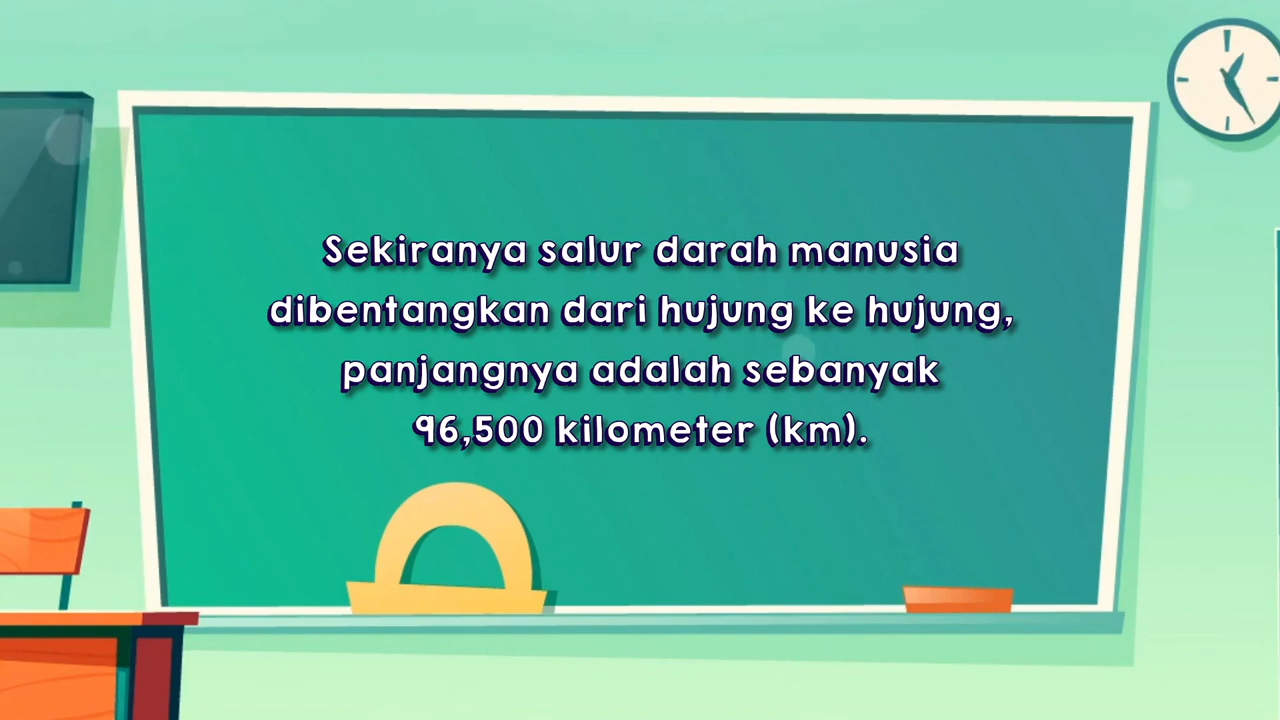 Sekiranya salur darah manusia
dibentangkan dari hujung ke hujung,
panjangnya adalah sebanyak
96,500 kilometer (km).